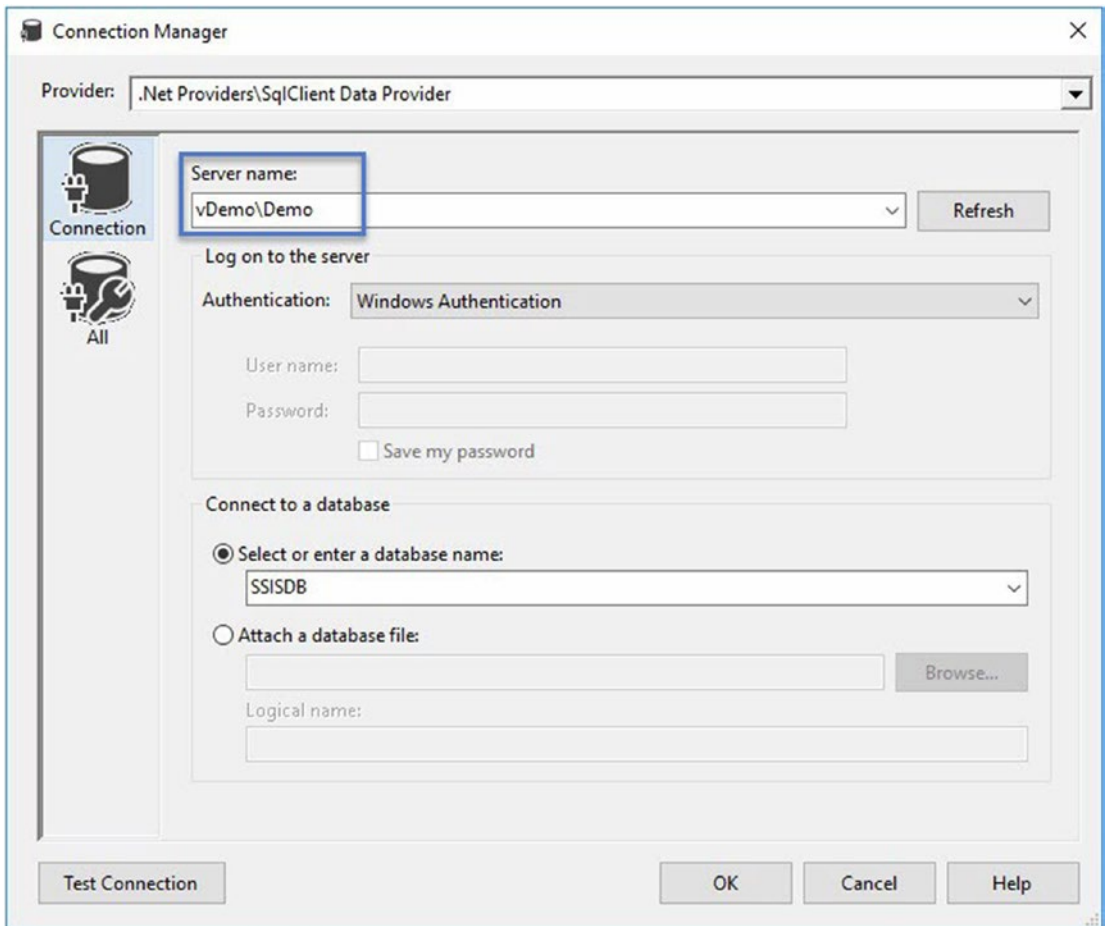 Connection Manager
Provider: .Net Providers\SqlClient Data Provider
Connection
All
Server name:
vDemo\Demo
Refresh
Log on to the server
Authentication: Windows Authentication
User name:
Password:
Save my password
Connect to a database
Select or enter a database name:
SSISDB
Attach a database file:
Browse...
Logical name:
Test Connection OK Cancel Help